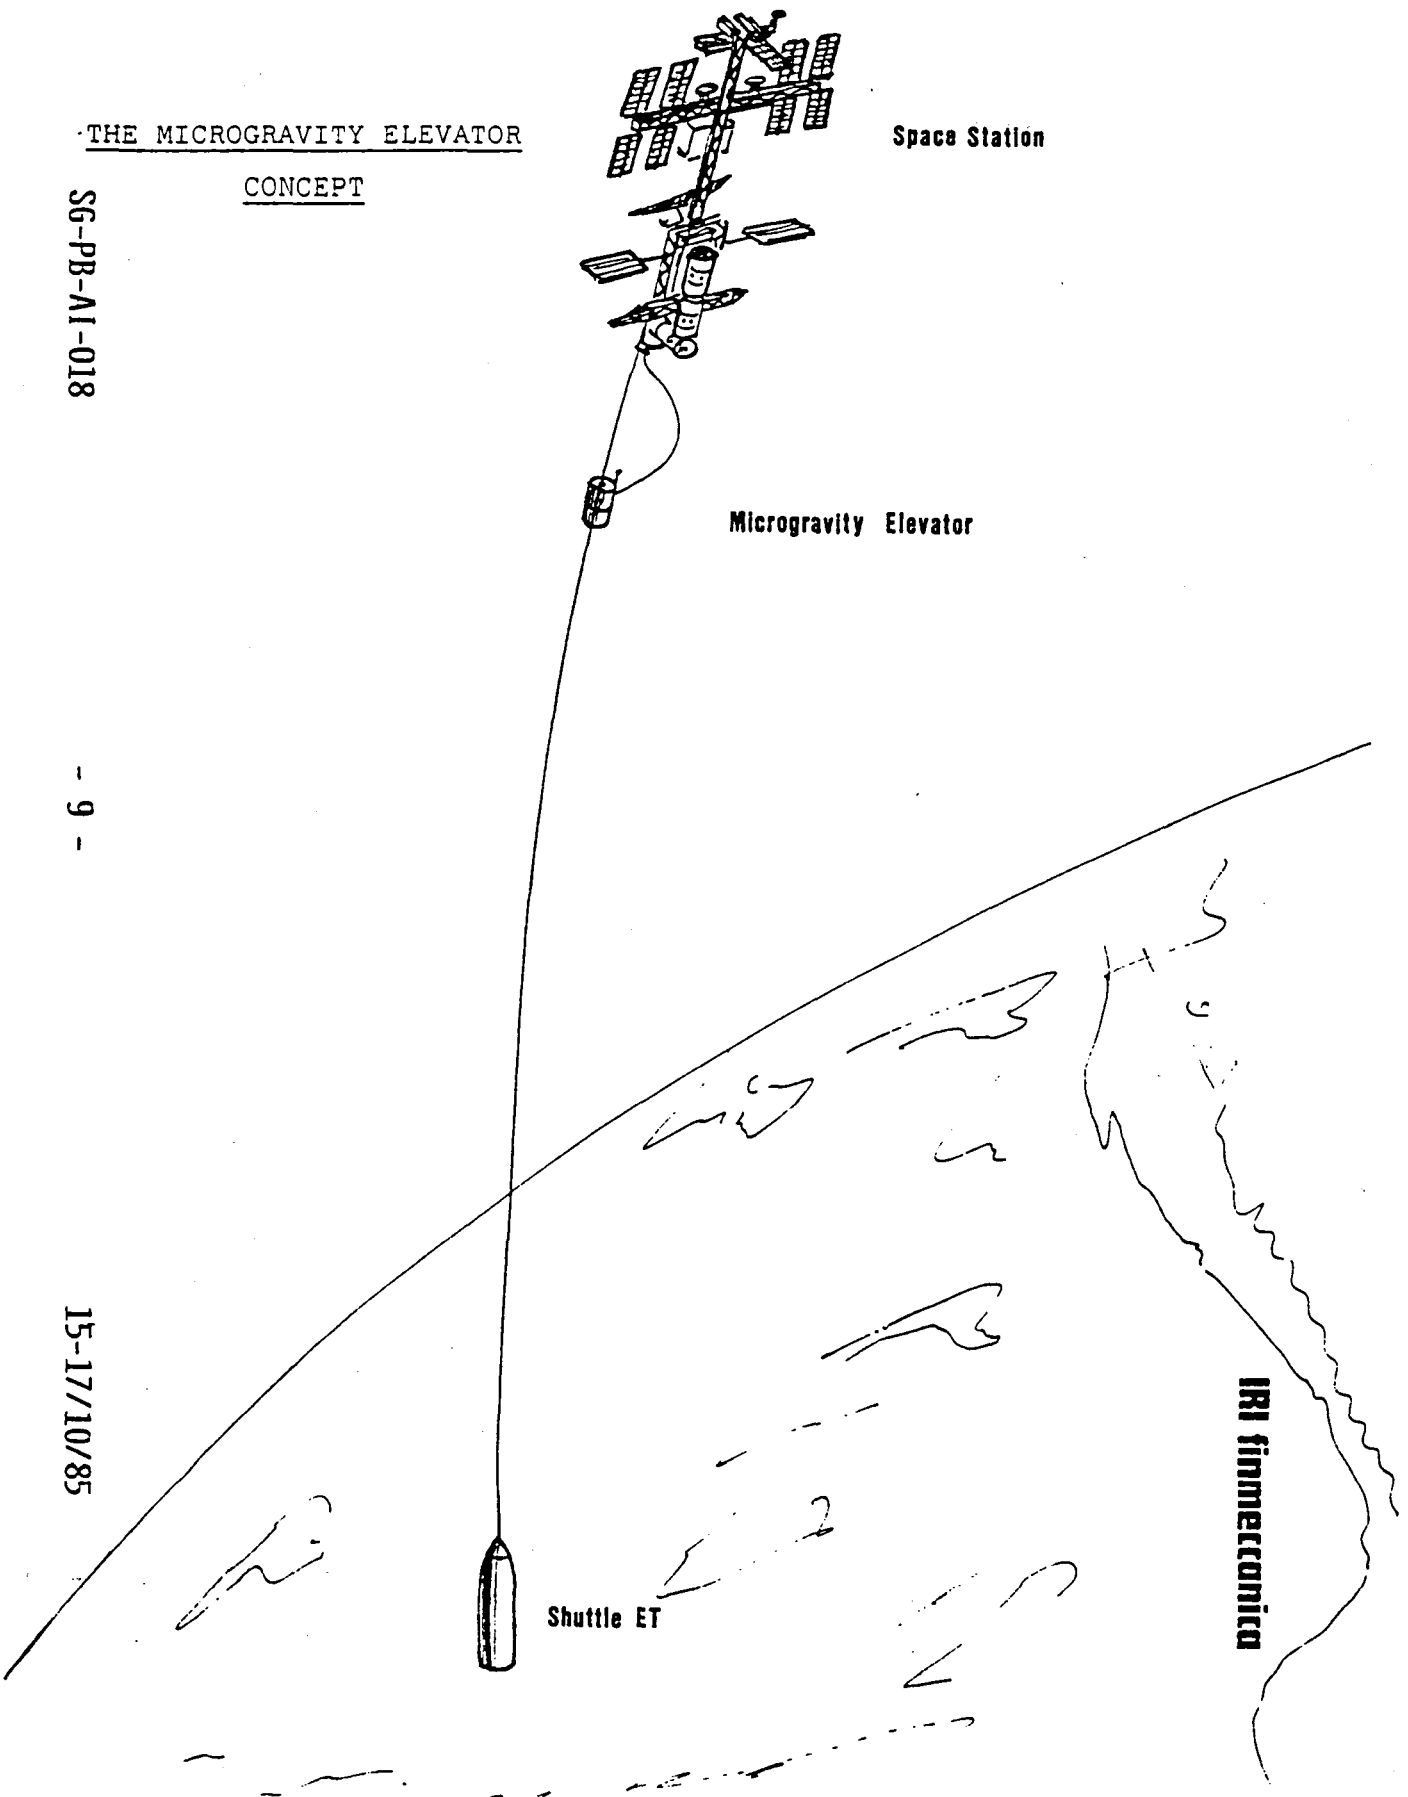 THE MICROGRAVITY ELEVATOR
CONCEPT
Space Station
Microgravity Elevator
Shuttle ET
SG-PB-AI-018
- 9 -
15-17/10/85
IRI finmeccanica